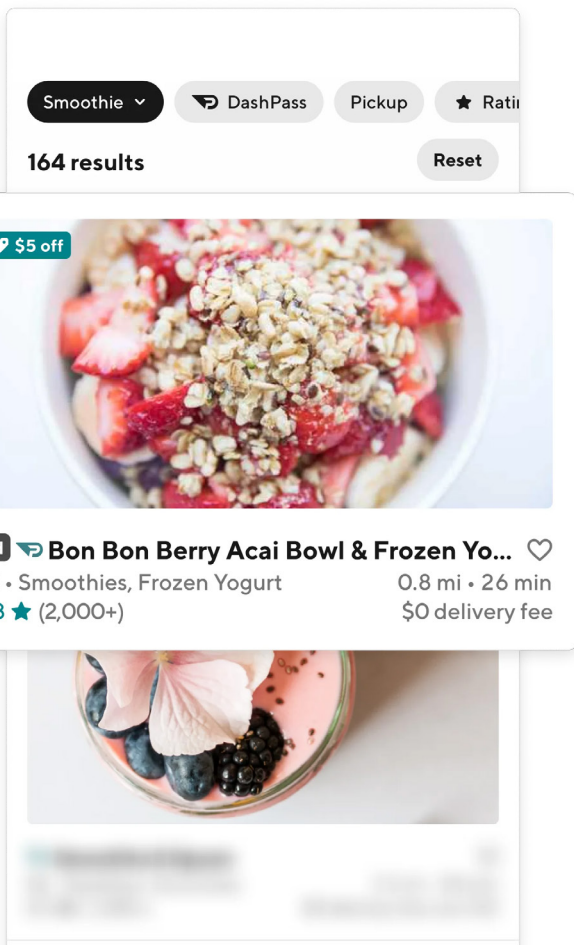 Smoothie DashPass Pickup
164 results Reset
$5 off
Bon Bon Berry Acai Bowl & Frozen Yo...
• Smoothies, Frozen Yogurt 0.8 mi • 26 min
(2,000+) $0 delivery fee